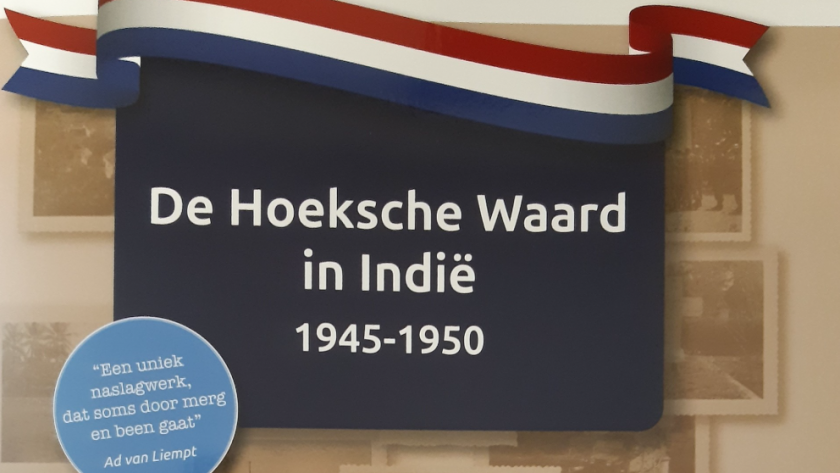 De Hoeksche Waard
in Indië
1945-1950
“Een uniek
naslagwerk,
dat soms door merg
en been gaat”
Ad van Liempt